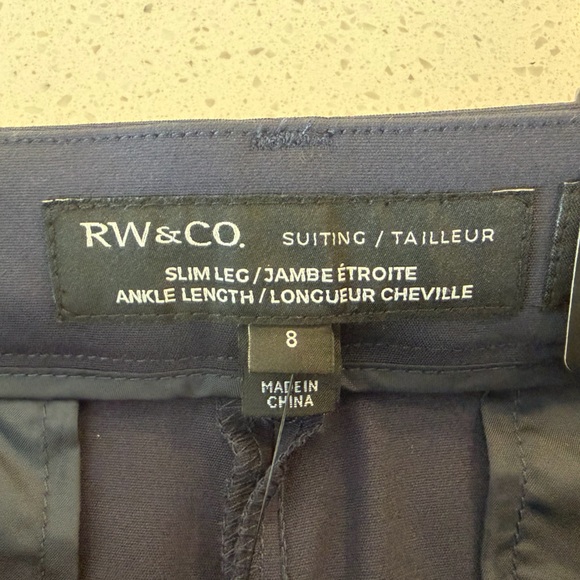 RW&CO. SUITING / TAILLEUR
SLIM LEG / JAMBE ÉTROITE
ANKLE LENGTH / LONGUEUR CHEVILLE
8
MADE IN
CHINA